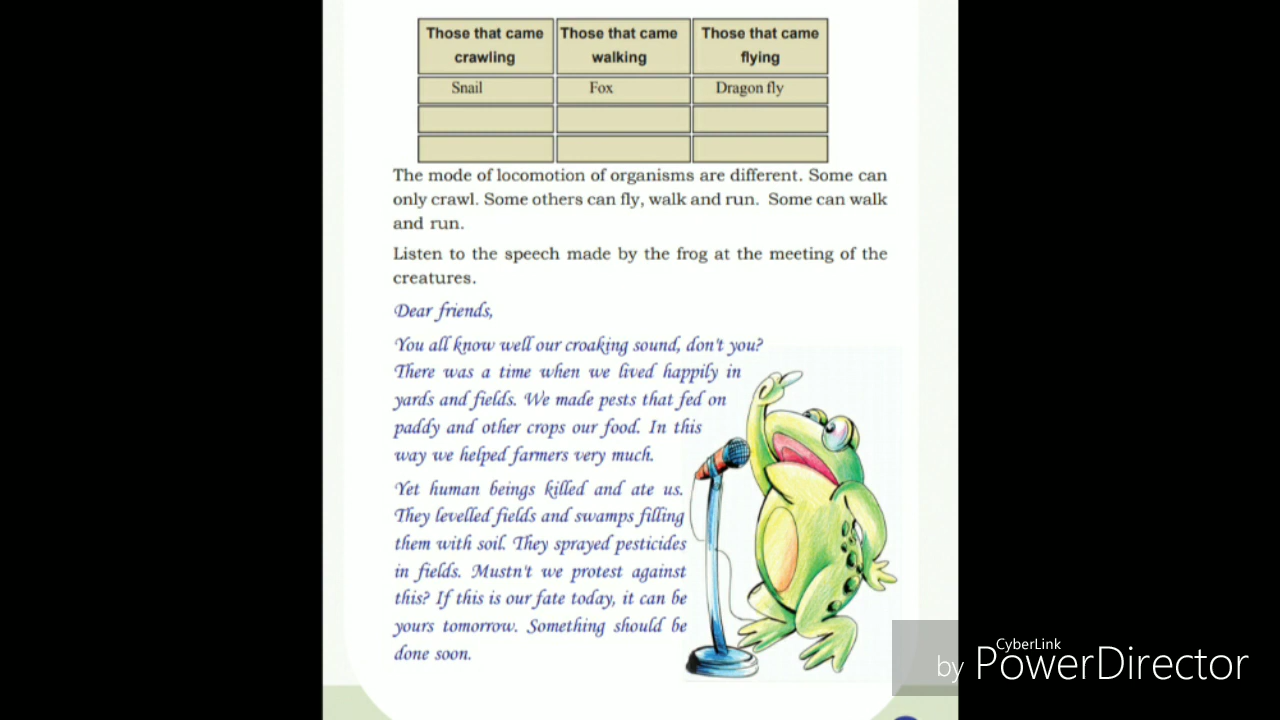 Those that came crawling
Those that came walking
Those that came flying
Snail
Fox
Dragon fly
The mode of locomotion of organisms are different. Some can
only crawl. Some others can fly, walk and run. Some can walk
and run.
Listen to the speech made by the frog at the meeting of the
creatures.
Dear friends,
You all know well our croaking sound, don't you?
There was a time when we lived happily in
yards and fields. We made pests that fed on
paddy and other crops our food. In this
way we helped farmers very much.
Yet human beings killed and ate us.
They levelled fields and swamps filling
them with soil. They sprayed pesticides
in fields. Mustn't we protest against
this? If this is our fate today, it can be
yours tomorrow. Something should be
done soon.
CyberLink
by PowerDirector